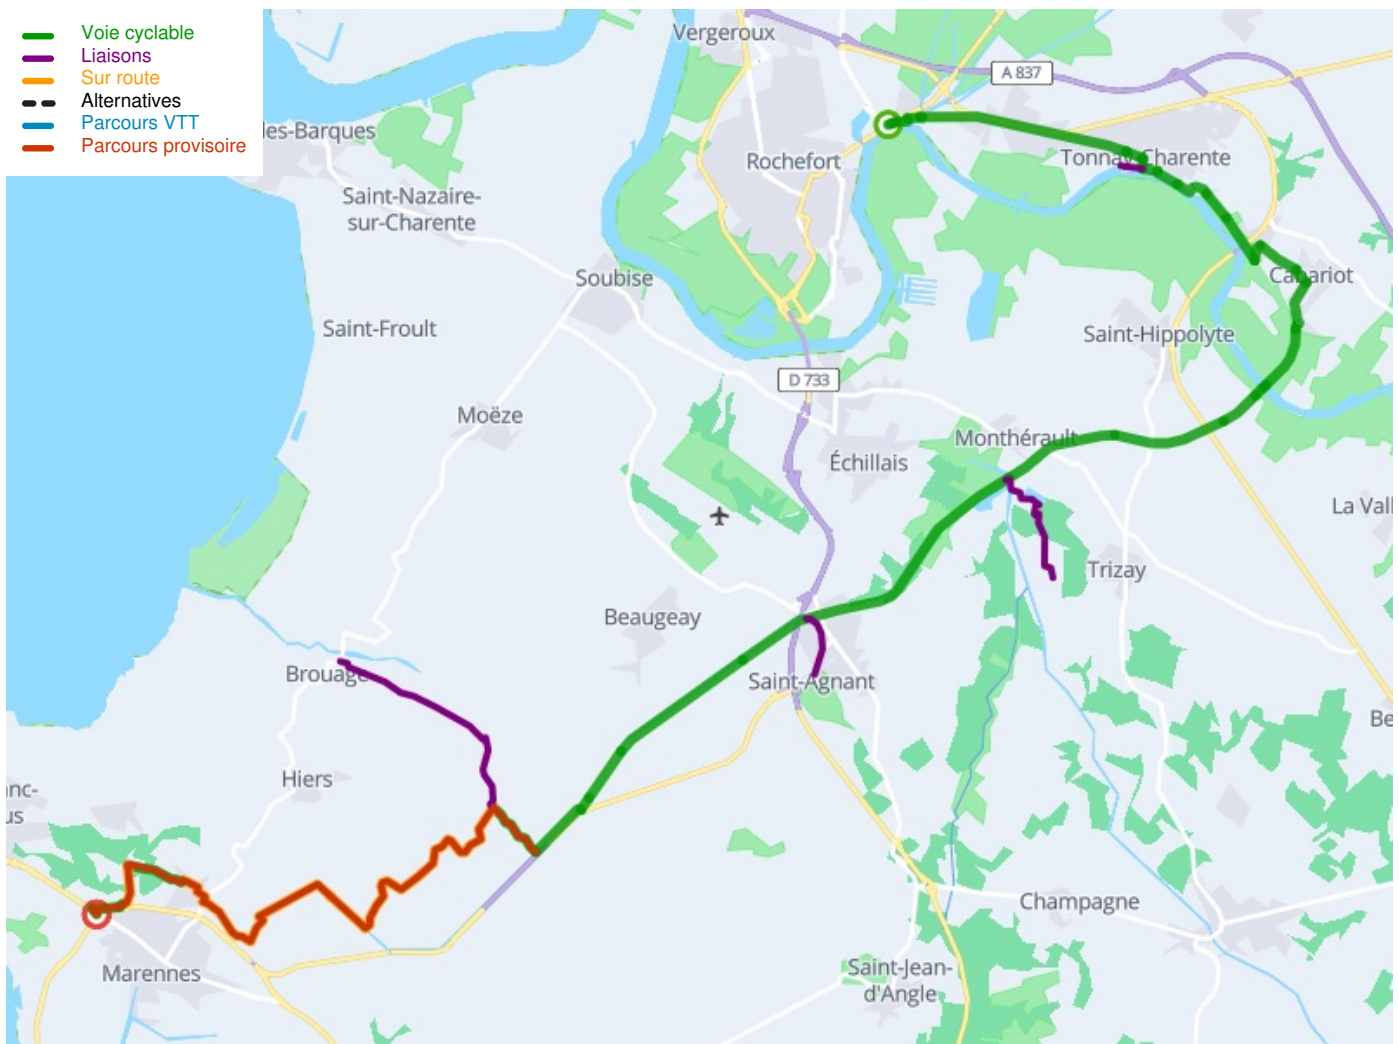 Voie cyclable
Liaisons
Sur route
Alternatives
Parcours VTT
Parcours provisoire
Vergeroux
A 837
les-Barques
Rochefort
Tonnay-Charente
Saint-Nazaire-
sur-Charente
Soubise
Cabariot
Saint-Froult
Saint-Hippolyte
D 733
Moëze
Monthérault
Échillais
La Vall
Trizay
Beaugeay
Brouage
Saint-Agnant
Be
Hiers
nc-
us
Champagne
Marennes
Saint-Jean-
d'Angle